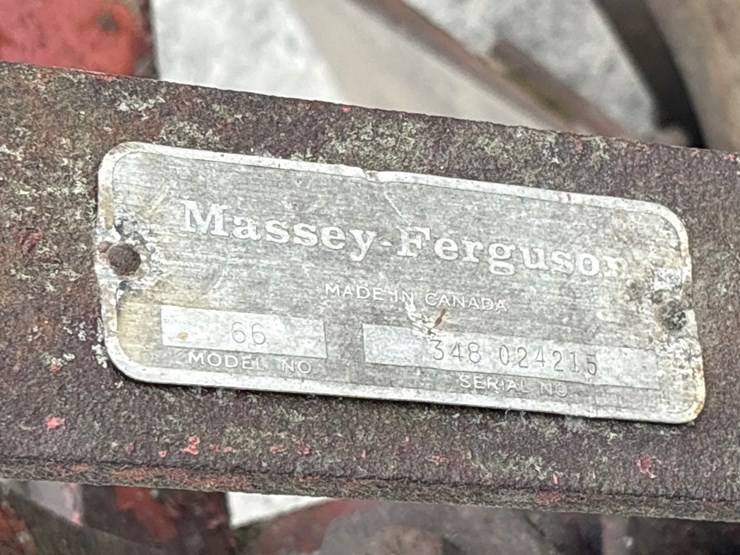 Massey-Ferguson
MADE IN CANADA
66 348 024215
MODEL NO. SERIAL NO.